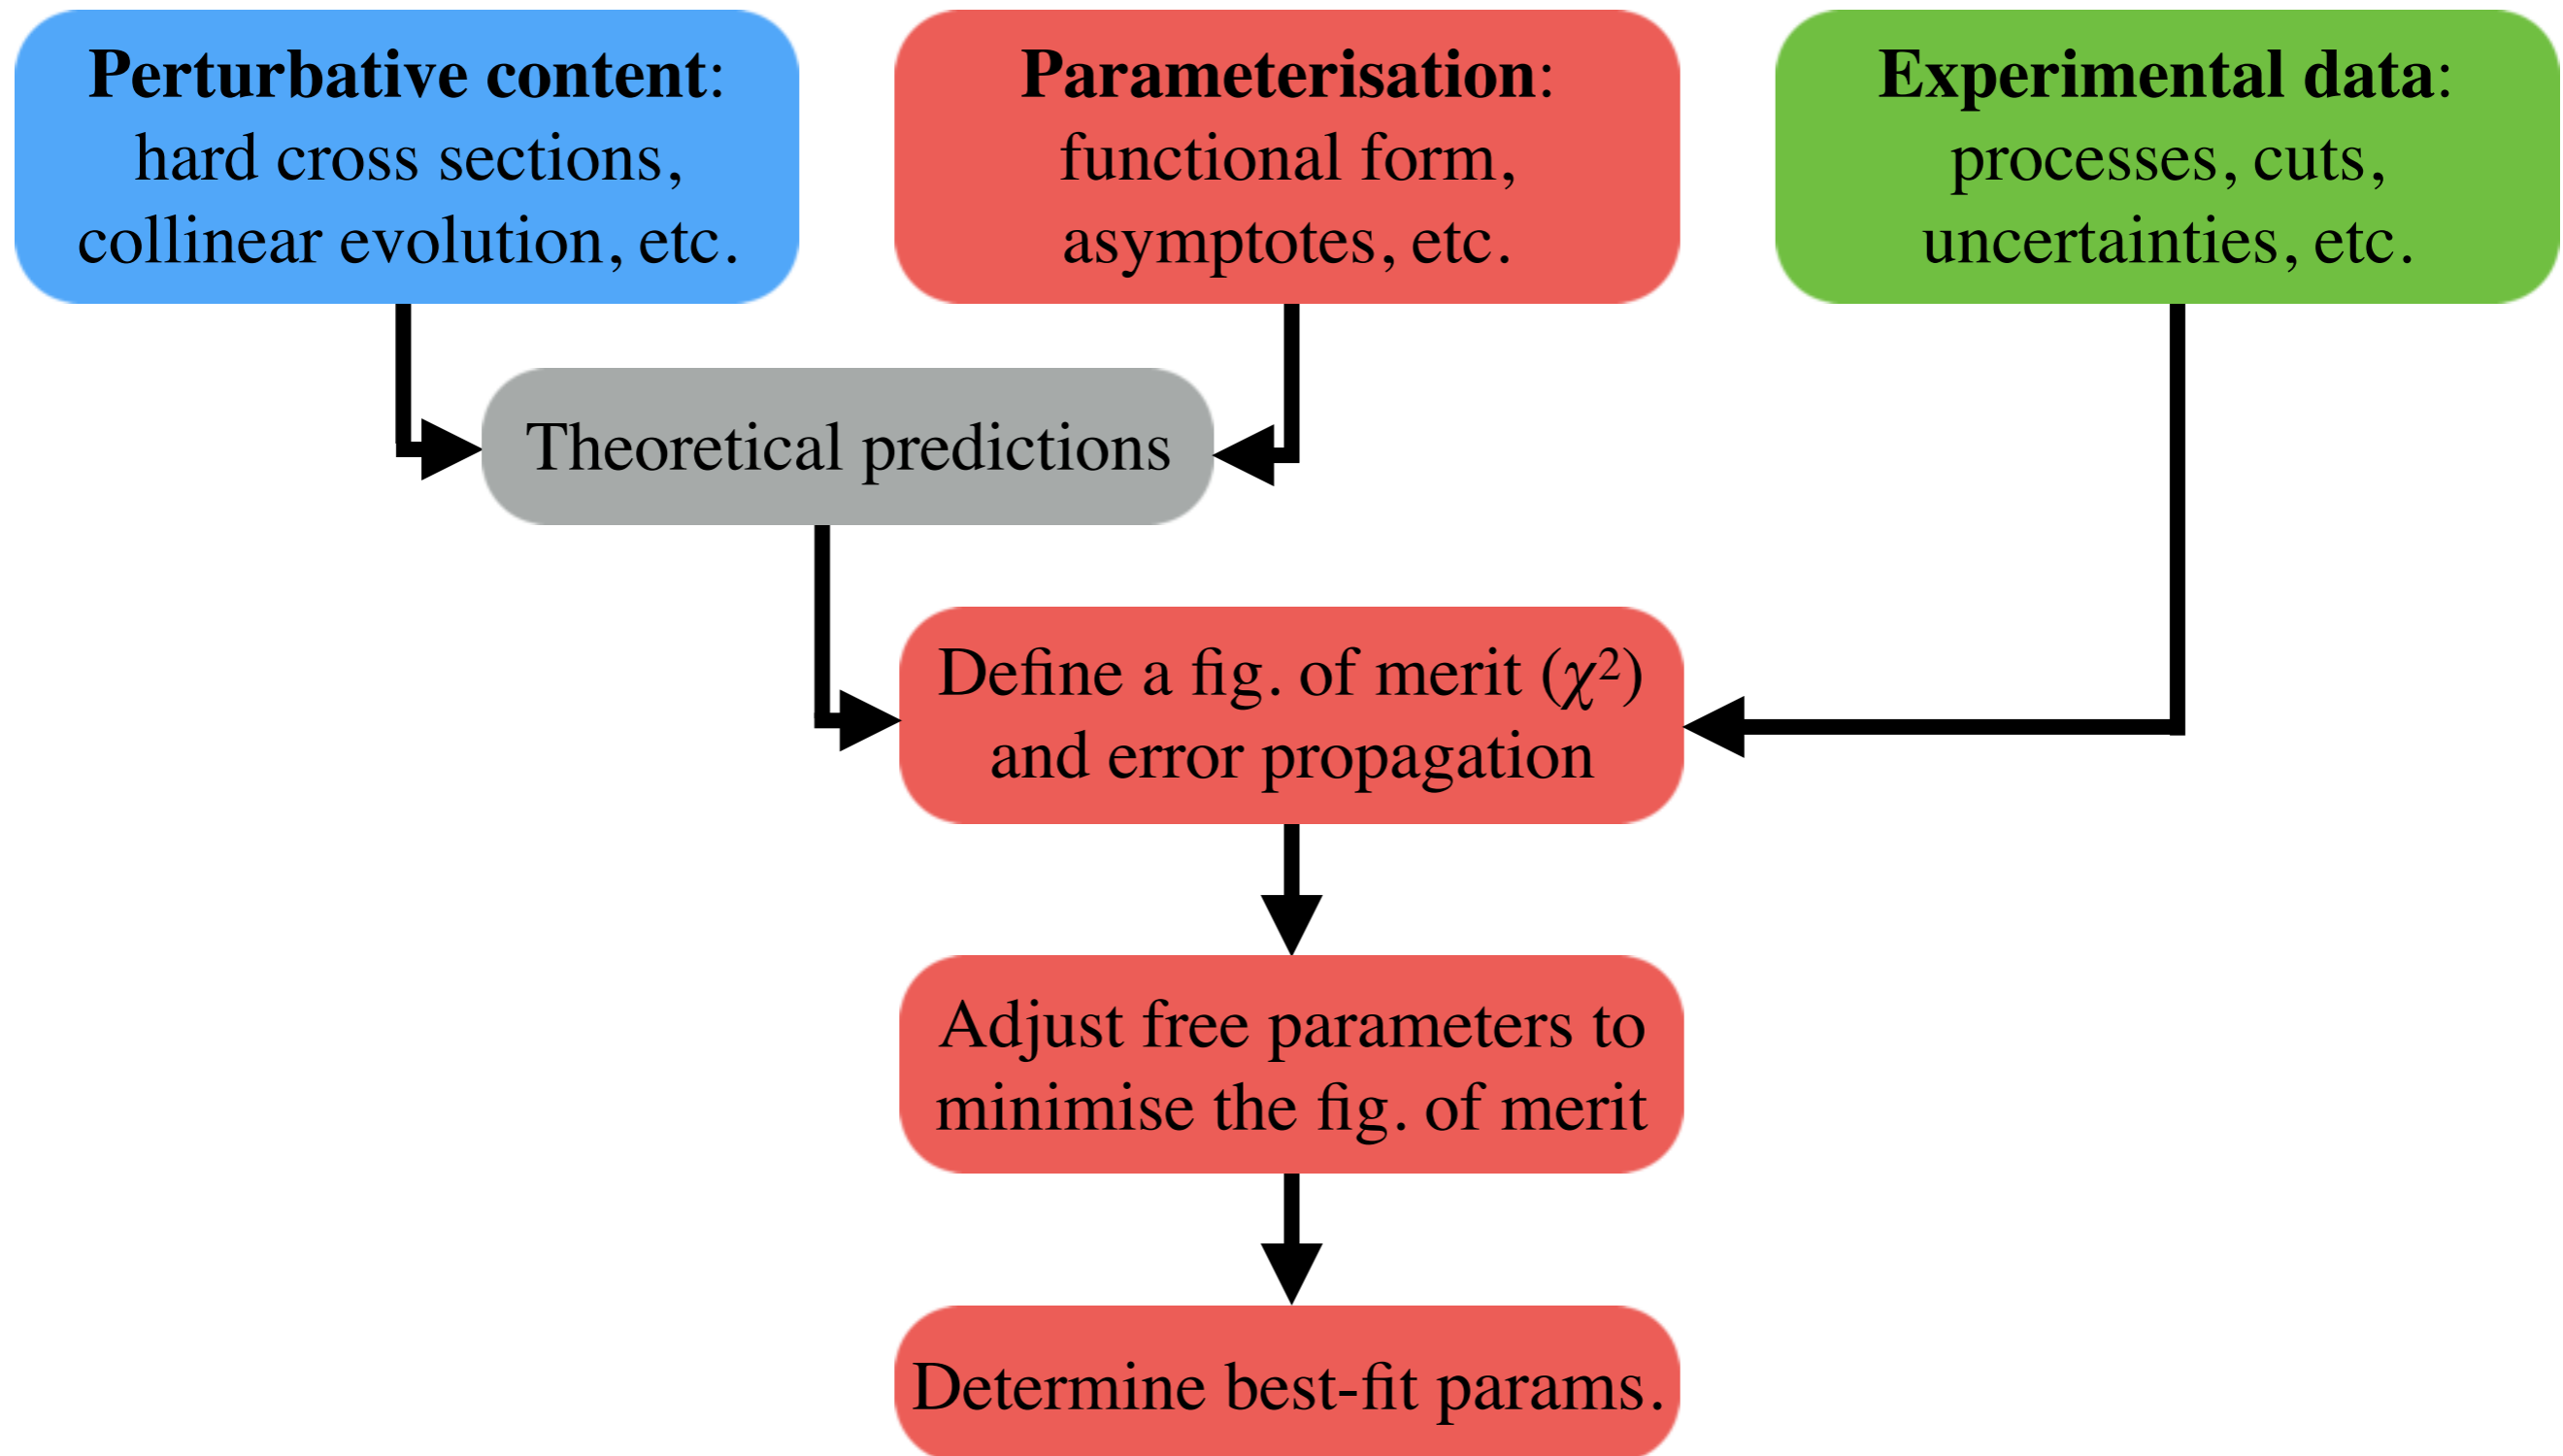 Perturbative content:
hard cross sections,
collinear evolution, etc.
Parameterisation:
functional form,
asymptotes, etc.
Experimental data:
processes, cuts,
uncertainties, etc.
Theoretical predictions
Define a fig. of merit (χ²)
and error propagation
Adjust free parameters to
minimise the fig. of merit
Determine best-fit params.